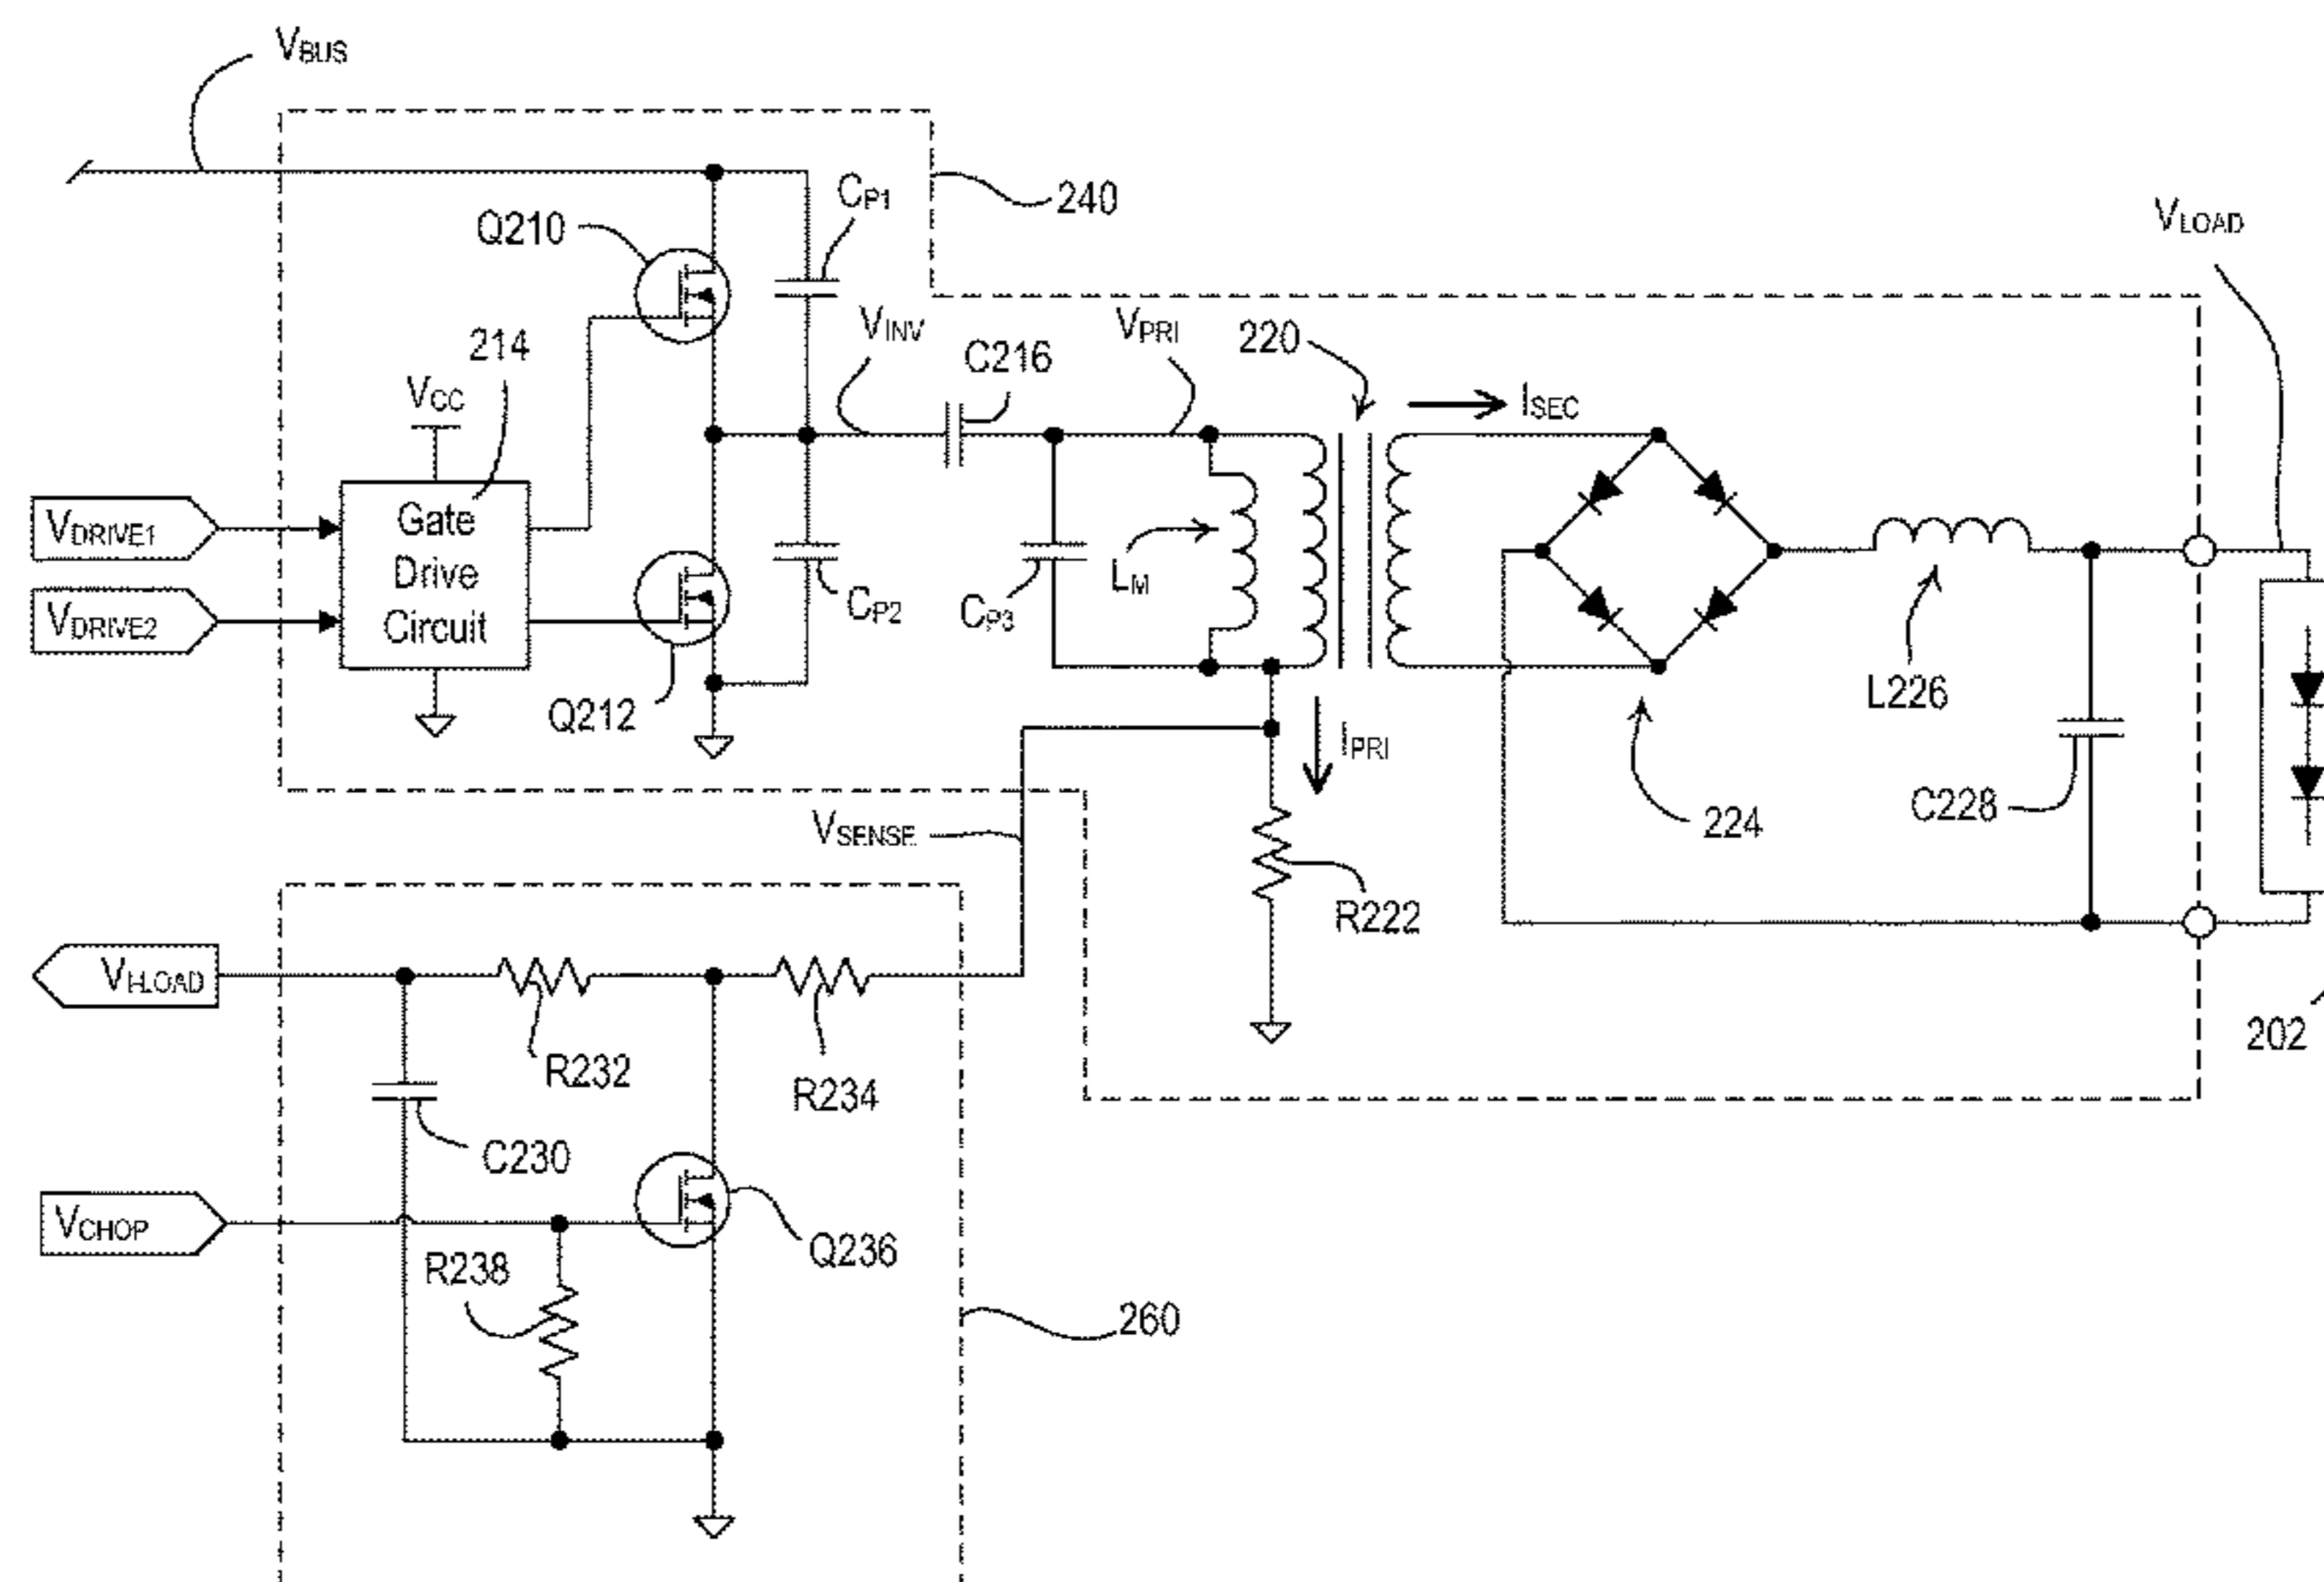 VBUS
CP1
240
Q210
VLOAD
214
VINV
VPRI
220
C216
VCC
ISEC
VDRIVE1
Gate
Drive
Circuit
VDRIVE2
LM
CP2
CP3
L226
Q212
IPRI
VSENSE
C228
224
R222
VI-LOAD
R232
R234
202
C230
VCHOP
Q236
R238
260